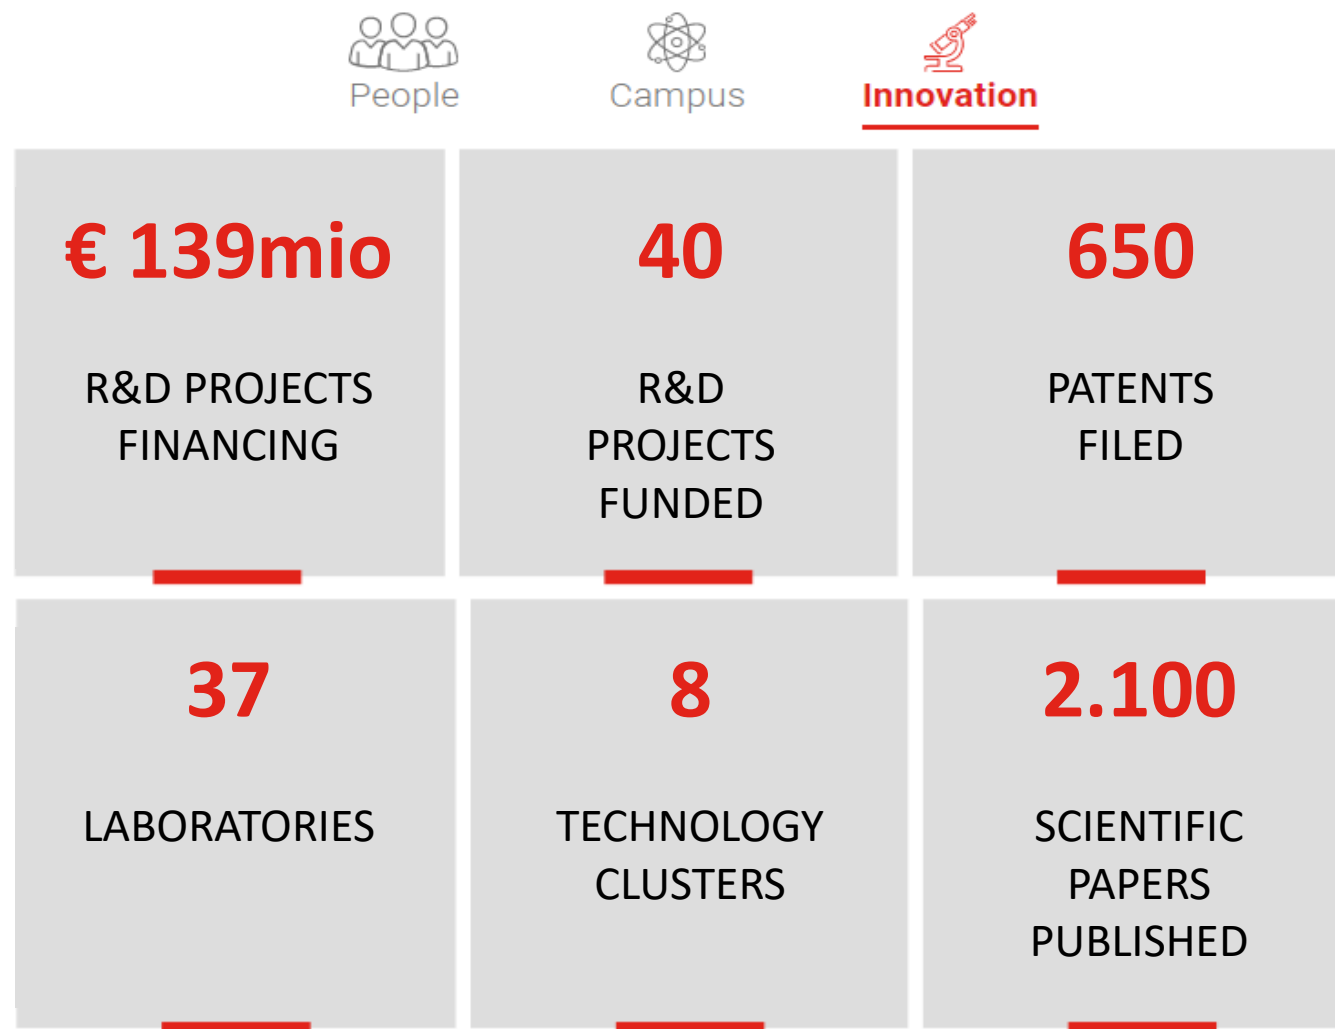 People
Campus
Innovation
€ 139mio
R&D PROJECTS
FINANCING
40
R&D
PROJECTS
FUNDED
650
PATENTS
FILED
37
LABORATORIES
8
TECHNOLOGY
CLUSTERS
2.100
SCIENTIFIC
PAPERS
PUBLISHED